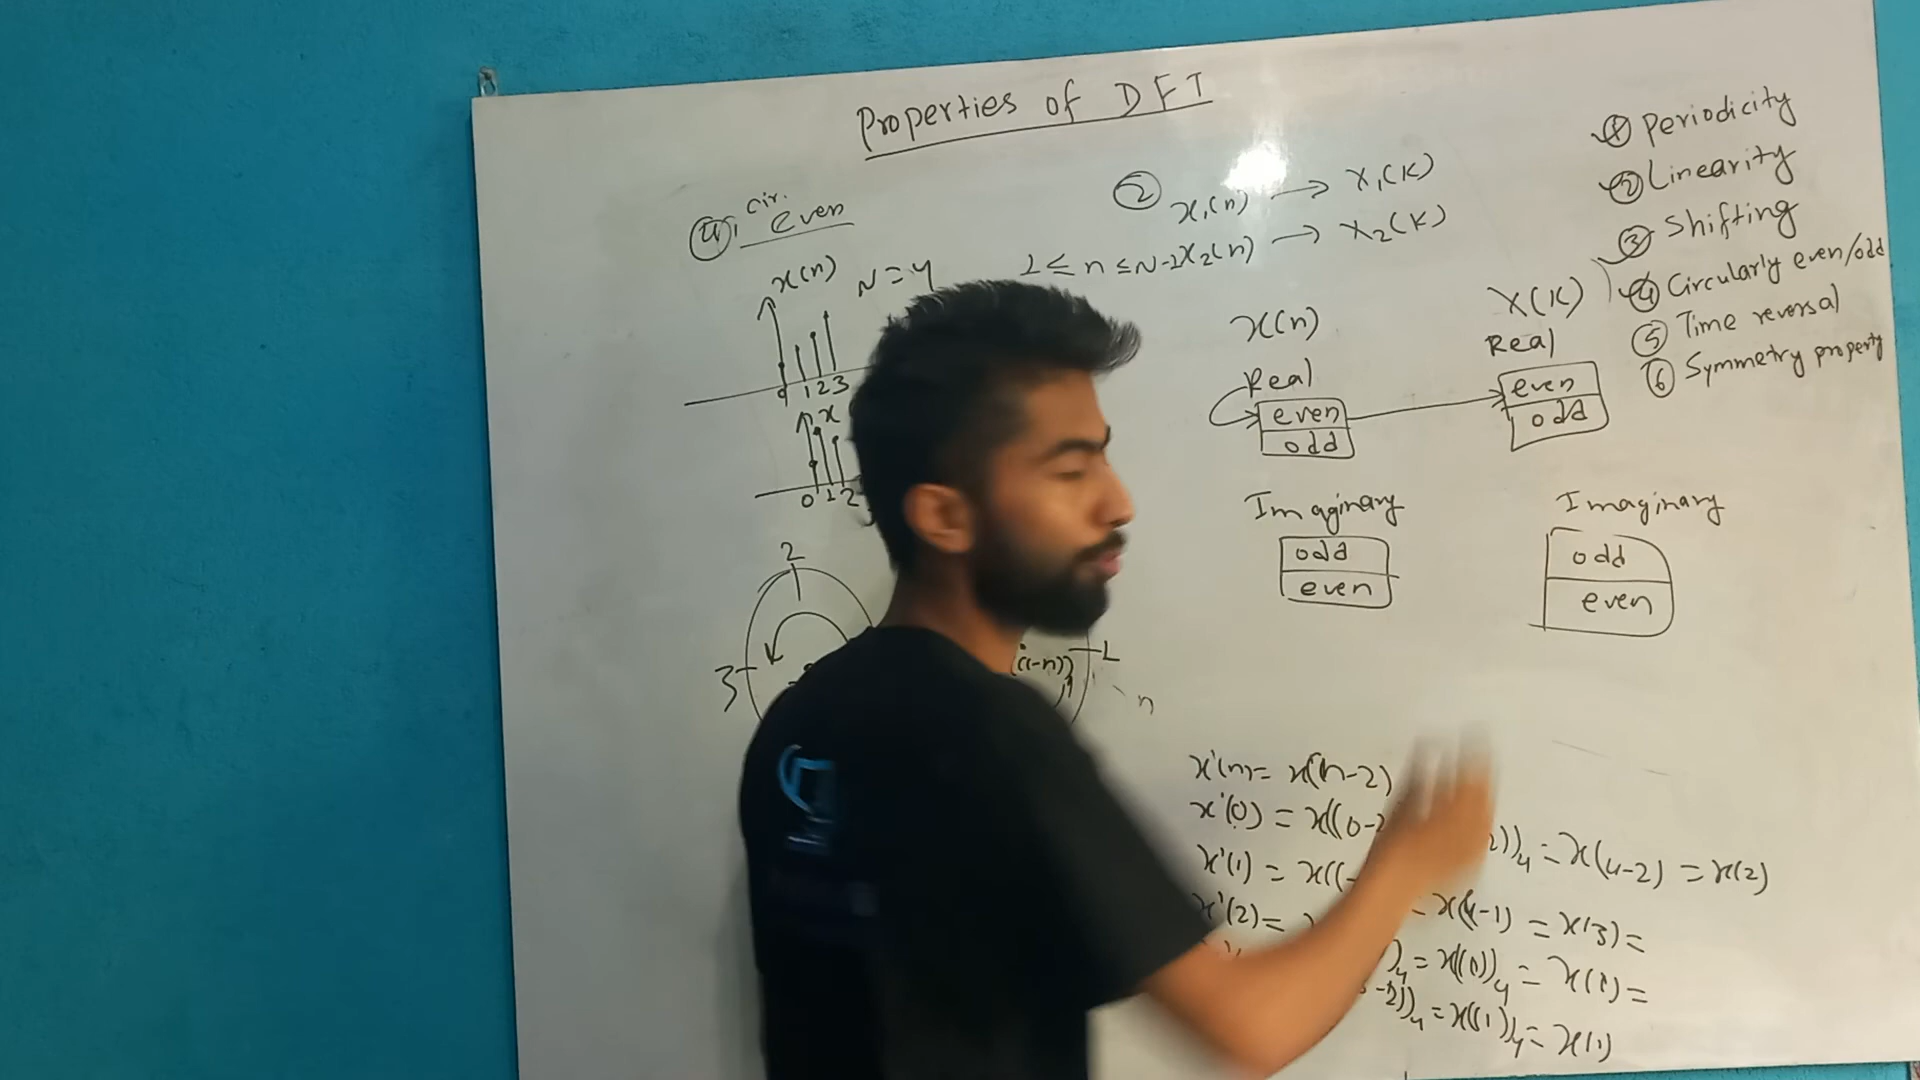 Properties of DFT
① Periodicity
② Linearity
③ Shifting
④ Circularly even/odd
⑤ Time reversal
⑥ Symmetry property
④ cir. even
x(n) N=4
0 1 2 3
x
0 1 2
2
3
② x₁(n) → X₁(K)
1 ≤ n ≤ N-1 x₂(n) → X₂(K)
x(n) X(K)
Real Real
even even
odd odd
Imaginary Imaginary
odd odd
even even
((-n)) 1
n
x'(n) = x(n-2)
x'(0) = x((0-2))₄ = x(4-2) = x(2)
x'(1) = x((- = x(4-1) = x(3) =
x'(2) = )₄ = x((0))₄ = x(0) =
-2))₄ = x((1))₄ = x(1)